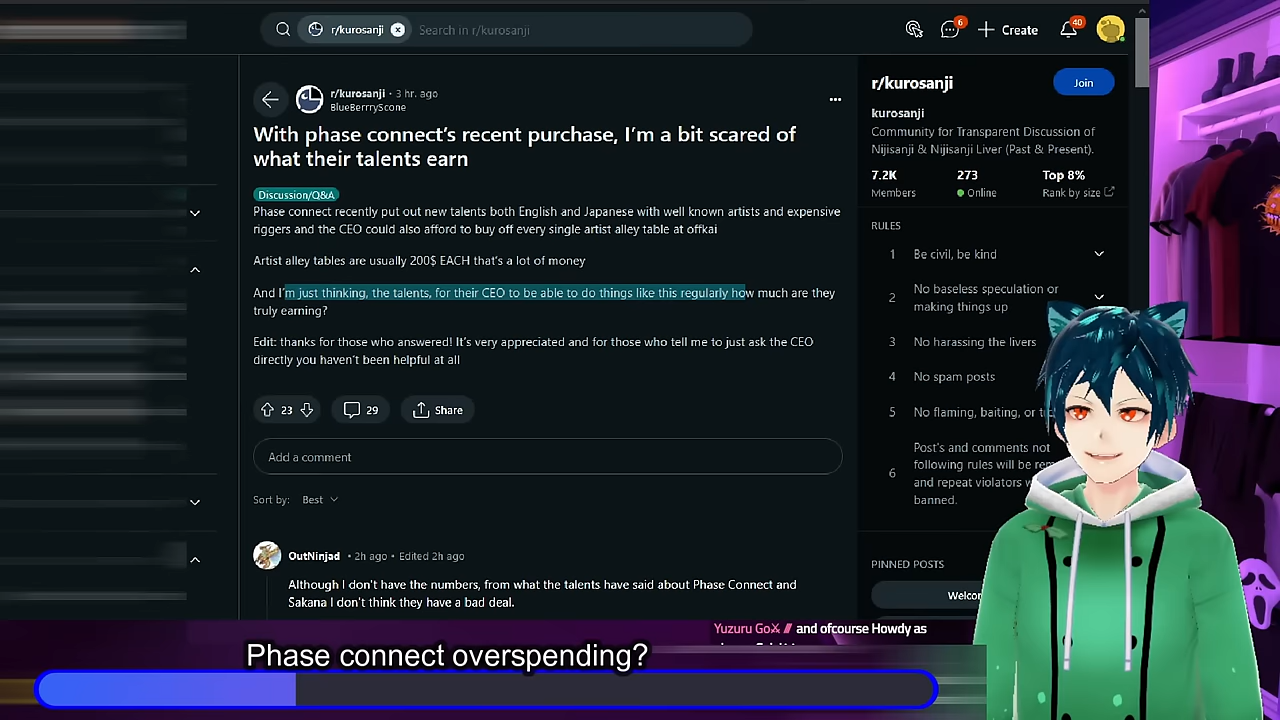 r/kurosanji
Search in r/kurosanji
6
Create
40
r/kurosanji • 3 hr. ago
BlueBerrryScone
With phase connect's recent purchase, I'm a bit scared of
what their talents earn
Discussion/Q&A
Phase connect recently put out new talents both English and Japanese with well known artists and expensive
riggers and the CEO could also afford to buy off every single artist alley table at offkai
Artist alley tables are usually 200$ EACH that's a lot of money
And I'm just thinking, the talents, for their CEO to be able to do things like this regularly how much are they
truly earning?
Edit: thanks for those who answered! It's very appreciated and for those who tell me to just ask the CEO
directly you haven't been helpful at all
23
29
Share
Add a comment
Sort by: Best
OutNinjad • 2h ago • Edited 2h ago
Although I don't have the numbers, from what the talents have said about Phase Connect and
Sakana I don't think they have a bad deal.
r/kurosanji
Join
kurosanji
Community for Transparent Discussion of
Nijisanji & Nijisanji Liver (Past & Present).
7.2K 273 Top 8%
Members Online Rank by size
RULES
1 Be civil, be kind
2 No baseless speculation or
making things up
3 No harassing the livers
4 No spam posts
5 No flaming, baiting, or
6 Post's and comments not
following rules will be
and repeat violators
banned.
PINNED POSTS
Yuzuru Go and ofcourse Howdy as
Phase connect overspending?